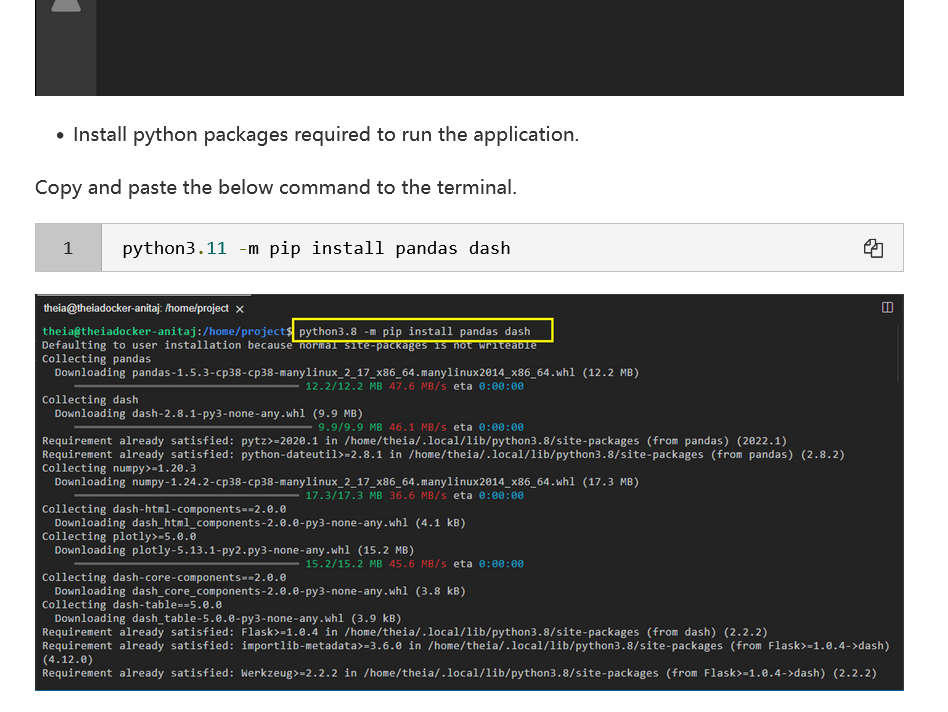 • Install python packages required to run the application.
Copy and paste the below command to the terminal.
1 python3.11 -m pip install pandas dash
theia@theiadocker-anitaj: /home/project ×
theia@theiadocker-anitaj:/home/project$ python3.8 -m pip install pandas dash
Defaulting to user installation because normal site-packages is not writeable
Collecting pandas
Downloading pandas-1.5.3-cp38-cp38-manylinux_2_17_x86_64.manylinux2014_x86_64.whl (12.2 MB)
12.2/12.2 MB 47.6 MB/s eta 0:00:00
Collecting dash
Downloading dash-2.8.1-py3-none-any.whl (9.9 MB)
9.9/9.9 MB 46.1 MB/s eta 0:00:00
Requirement already satisfied: pytz>=2020.1 in /home/theia/.local/lib/python3.8/site-packages (from pandas) (2022.1)
Requirement already satisfied: python-dateutil>=2.8.1 in /home/theia/.local/lib/python3.8/site-packages (from pandas) (2.8.2)
Collecting numpy>=1.20.3
Downloading numpy-1.24.2-cp38-cp38-manylinux_2_17_x86_64.manylinux2014_x86_64.whl (17.3 MB)
17.3/17.3 MB 36.6 MB/s eta 0:00:00
Collecting dash-html-components==2.0.0
Downloading dash_html_components-2.0.0-py3-none-any.whl (4.1 kB)
Collecting plotly>=5.0.0
Downloading plotly-5.13.1-py2.py3-none-any.whl (15.2 MB)
15.2/15.2 MB 45.6 MB/s eta 0:00:00
Collecting dash-core-components==2.0.0
Downloading dash_core_components-2.0.0-py3-none-any.whl (3.8 kB)
Collecting dash-table==5.0.0
Downloading dash_table-5.0.0-py3-none-any.whl (3.9 kB)
Requirement already satisfied: Flask>=1.0.4 in /home/theia/.local/lib/python3.8/site-packages (from dash) (2.2.2)
Requirement already satisfied: importlib-metadata>=3.6.0 in /home/theia/.local/lib/python3.8/site-packages (from Flask>=1.0.4->dash)
(4.12.0)
Requirement already satisfied: Werkzeug>=2.2.2 in /home/theia/.local/lib/python3.8/site-packages (from Flask>=1.0.4->dash) (2.2.2)